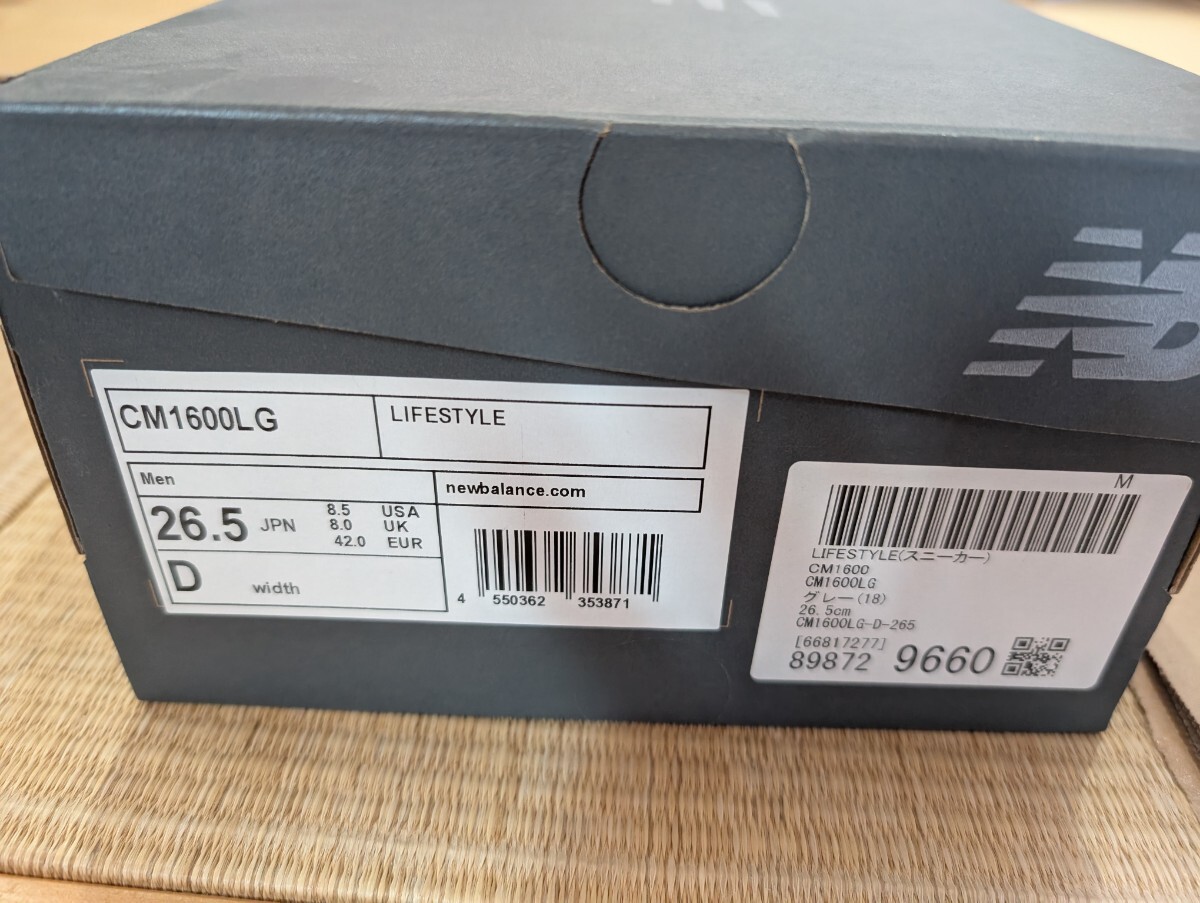 CM1600LG
LIFESTYLE
Men
newbalance.com
26.5 JPN
8.5 USA
8.0 UK
42.0 EUR
D width
4 550362 353871
M
LIFESTYLE(スニーカー)
CM1600
CM1600LG
グレー(18)
26.5cm
CM1600LG-D-265
[66817277]
89872 9660